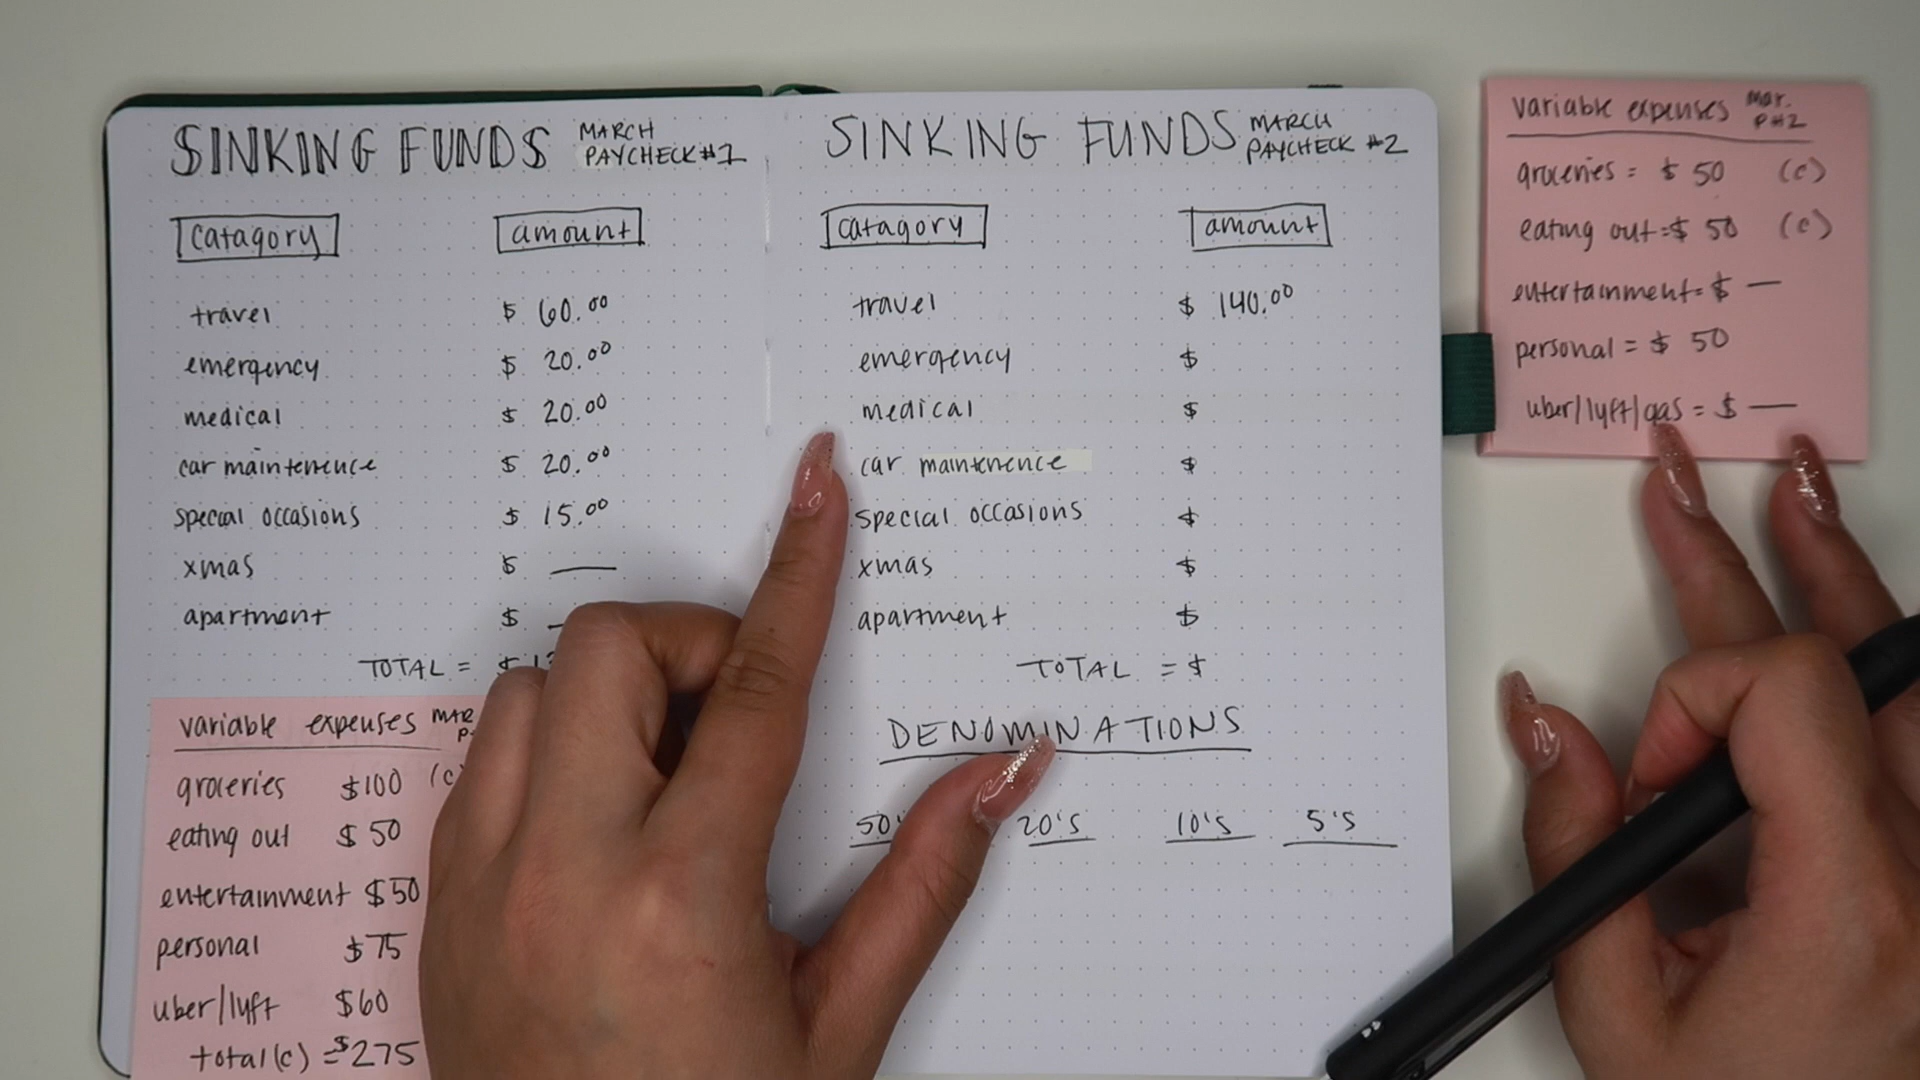 SINKING FUNDS MARCH PAYCHECK #1
catagory amount
travel $ 60.00
emergency $ 20.00
medical $ 20.00
car maintenence $ 20.00
special occasions $ 15.00
xmas $ —
apartment $
TOTAL = $
variable expenses MAR
groceries $100 (c)
eating out $50
entertainment $50
personal $75
uber/lyft $60
total(c) = $275
SINKING FUNDS MARCH PAYCHECK #2
catagory amount
travel $ 140.00
emergency $
medical $
car maintenence $
special occasions $
xmas $
apartment $
TOTAL = $
DENOMINATIONS
50' 20's 10's 5's
variable expenses Mar. P#2
groceries = $ 50 (c)
eating out = $ 50 (c)
entertainment = $ —
personal = $ 50
uber/lyft/gas = $ —